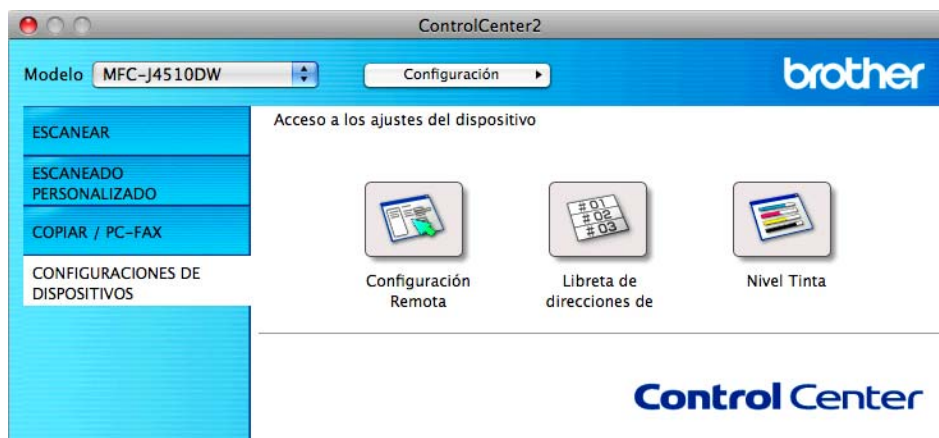 ControlCenter2
Modelo MFC-J4510DW Configuración
brother
ESCANEAR
ESCANEADO
PERSONALIZADO
COPIAR / PC-FAX
CONFIGURACIONES DE
DISPOSITIVOS
Acceso a los ajustes del dispositivo
#01
#02
#03
Configuración
Remota
Libreta de
direcciones de
Nivel Tinta
Control Center